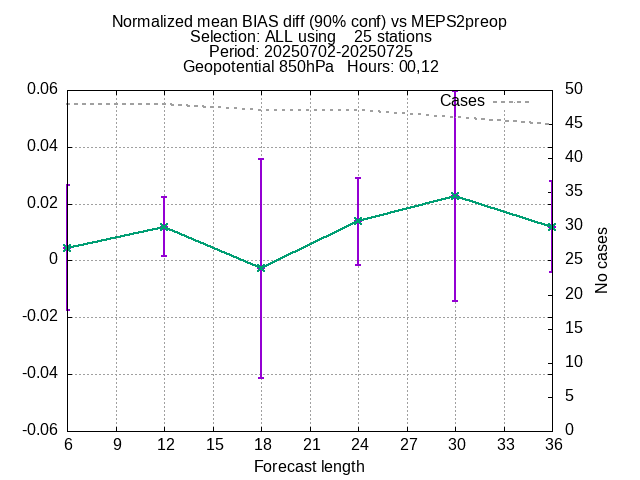 Normalized mean BIAS diff (90% conf) vs MEPS2preop
Selection: ALL using    25 stations
Period: 20250702-20250725
Geopotential 850hPa   Hours: 00,12
0.06
0.04
0.02
0
-0.02
-0.04
-0.06
Cases
50
45
40
35
30
25
20
15
10
5
0
No cases
6 9 12 15 18 21 24 27 30 33 36
Forecast length